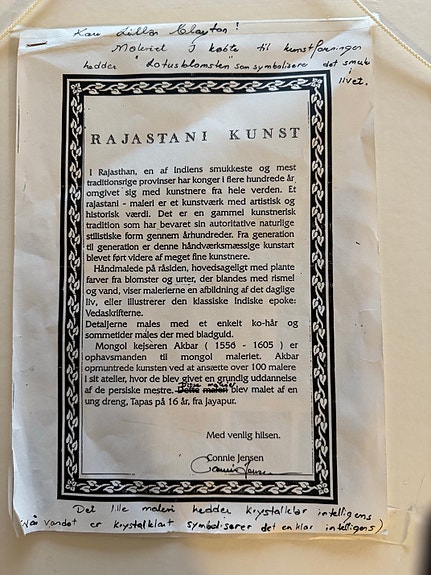 Kære Lilla Clayton!
Maleriet I købte til kunstforeningen
hedder "Lotusblomsten" som symbolisere det smuk
livet.
RAJASTANI KUNST
I Rajasthan, en af Indiens smukkeste og mest
traditionsrige provinser har konger i flere hundrede år
omgivet sig med kunstnere fra hele verden. Et
rajastani - maleri er et kunstværk med artistisk og
historisk værdi. Det er en gammel kunstnerisk
tradition som har bevaret sin autoritative naturlige
stilistiske form gennem århundreder. Fra generation
til generation er denne håndværksmæssige kunstart
blevet ført videre af meget fine kunstnere.
Håndmalede på råsiden, hovedsageligt med plante
farver fra blomster og urter, der blandes med rismel
og vand, viser malerierne en afbildning af det daglige
liv, eller illustrerer den klassiske indiske epoke:
Vedaskrifterne.
Detaljerne males med et enkelt ko-hår og
sommetider males der med bladguld.
Mongol kejseren Akbar ( 1556 - 1605 ) er
ophavsmanden til mongol maleriet. Akbar
opmuntrede kunsten ved at ansætte over 100 malere
i sit atelier, hvor de blev givet en grundig uddannelse
af de persiske mestre. blev malet af en
ung dreng, Tapas på 16 år, fra Jayapur.
Med venlig hilsen.
Connie Jensen
Connie Jensen
Det lille maleri hedder krystalklar intelligens
(når vandet er krystalklart symboliserer det en klar intelligens)